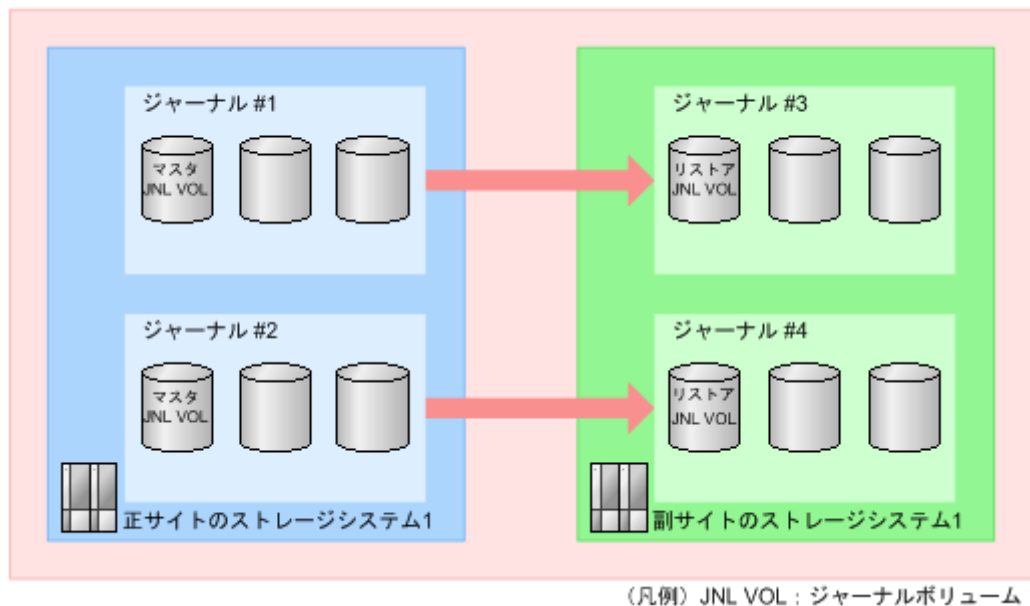 ジャーナル #1
マスタ
JNL VOL
ジャーナル #3
リストア
JNL VOL
ジャーナル #2
マスタ
JNL VOL
ジャーナル #4
リストア
JNL VOL
正サイトのストレージシステム1
副サイトのストレージシステム1
（凡例）JNL VOL：ジャーナルボリューム